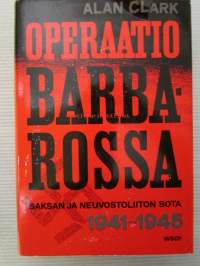 ALAN CLARK
OPERAATIO
BARBA-
ROSSA
SAKSAN JA NEUVOSTOLIITON SOTA
1941-1945
WSOY